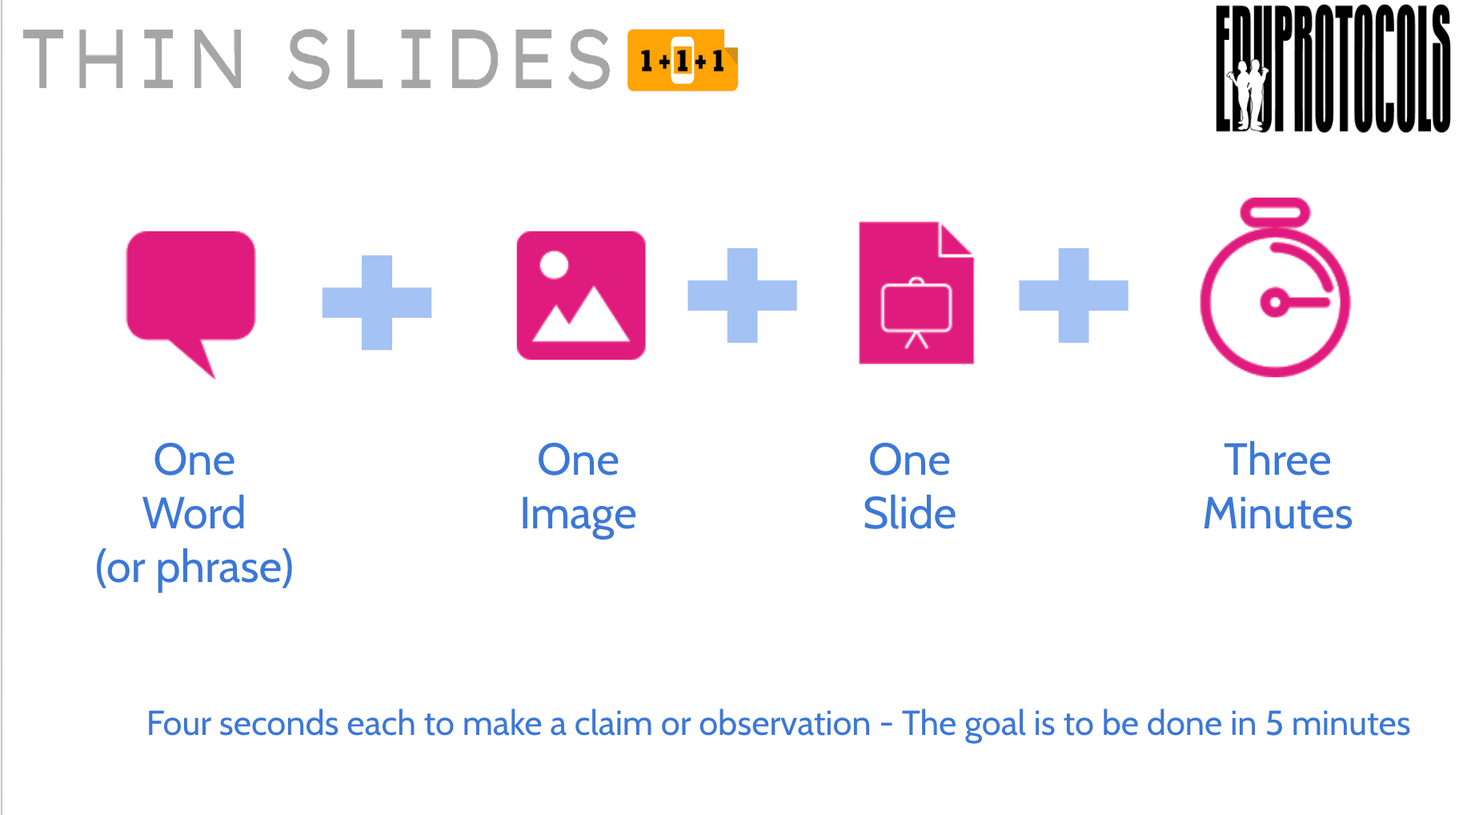 THIN SLIDES 1+1+1
EDUPROTOCOLS
One
Word
(or phrase)
One
Image
One
Slide
Three
Minutes
Four seconds each to make a claim or observation - The goal is to be done in 5 minutes